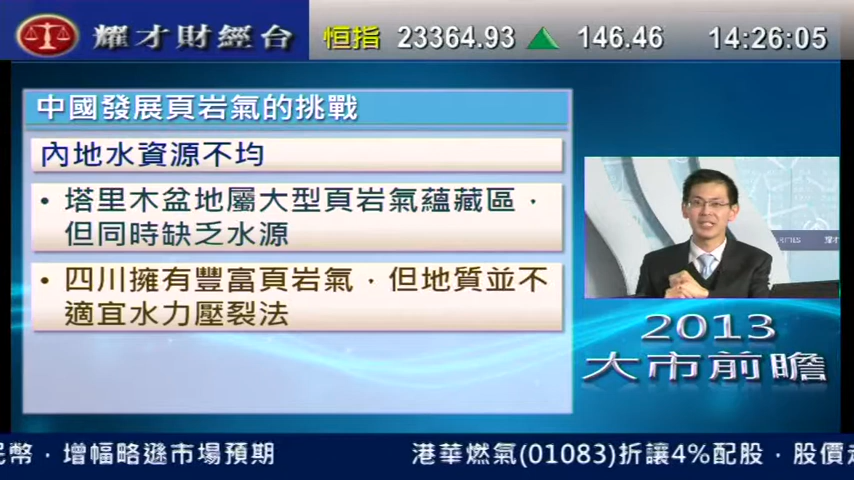 耀才財經台
恒指 23364.93 146.46 14:26:05
中國發展頁岩氣的挑戰
內地水資源不均
• 塔里木盆地屬大型頁岩氣蘊藏區，
但同時缺乏水源
• 四川擁有豐富頁岩氣，但地質並不
適宜水力壓裂法
2013
大市前瞻
幣，增幅略遜市場預期 港華燃氣(01083)折讓4%配股，股價